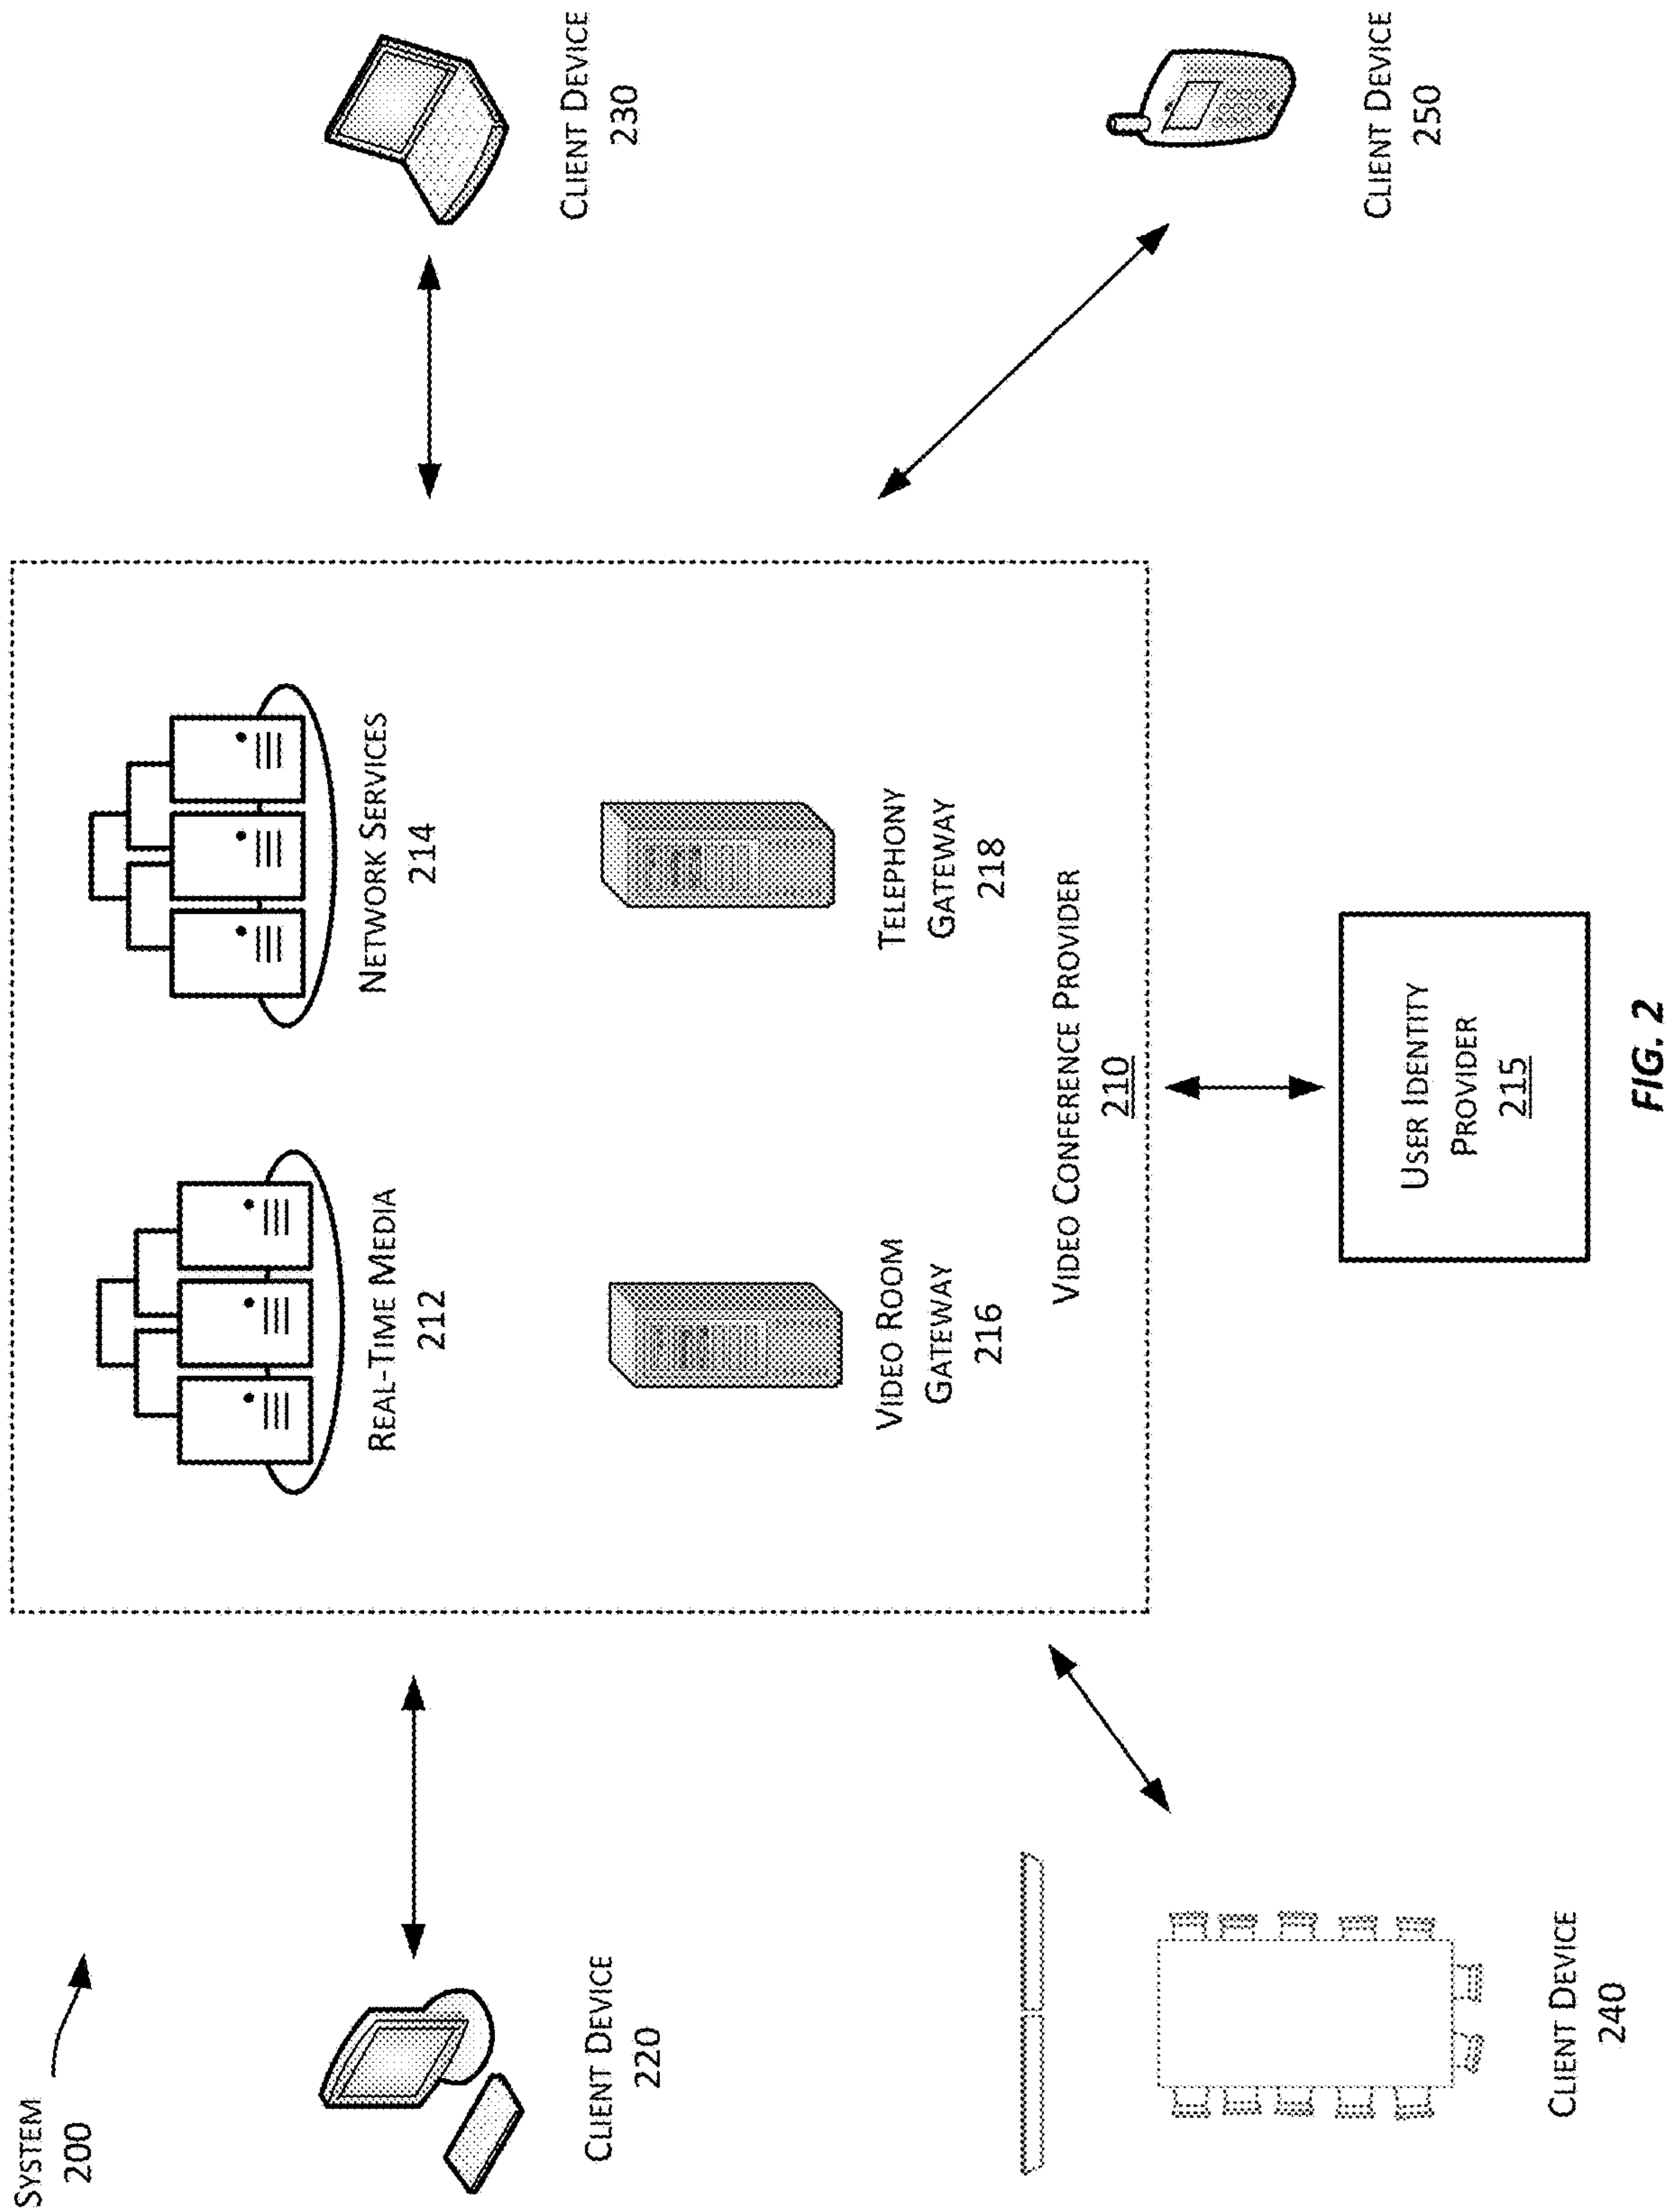 SYSTEM
200
REAL-TIME MEDIA
212
NETWORK SERVICES
214
CLIENT DEVICE
220
CLIENT DEVICE
230
VIDEO ROOM
GATEWAY
216
TELEPHONY
GATEWAY
218
VIDEO CONFERENCE PROVIDER
210
CLIENT DEVICE
240
USER IDENTITY
PROVIDER
215
CLIENT DEVICE
250
FIG. 2